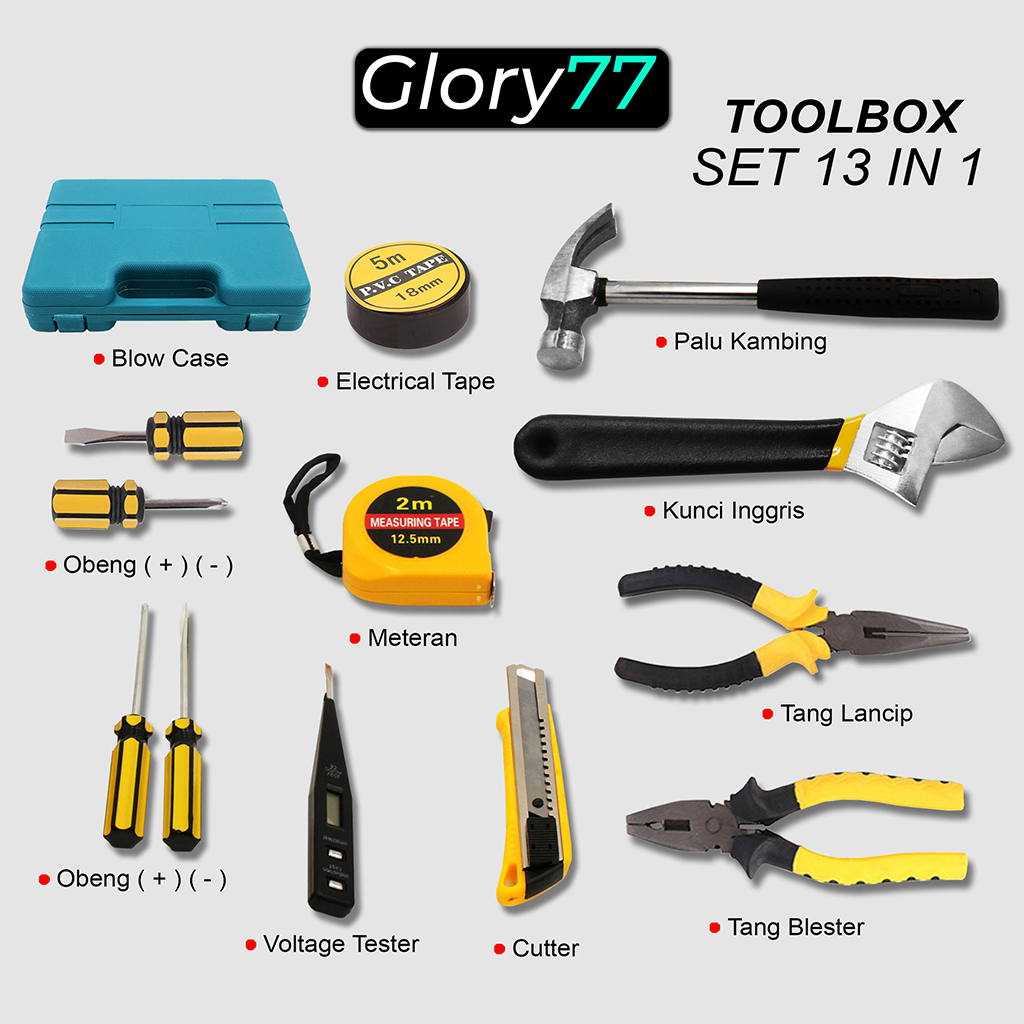 Glory77
TOOLBOX
SET 13 IN 1
5m
P.V.C TAPE
18mm
Blow Case
Electrical Tape
Palu Kambing
Obeng ( + ) ( - )
2m
MEASURING TAPE
12.5mm
Kunci Inggris
Meteran
Tang Lancip
Obeng ( + ) ( - )
Voltage Tester
Cutter
Tang Blester